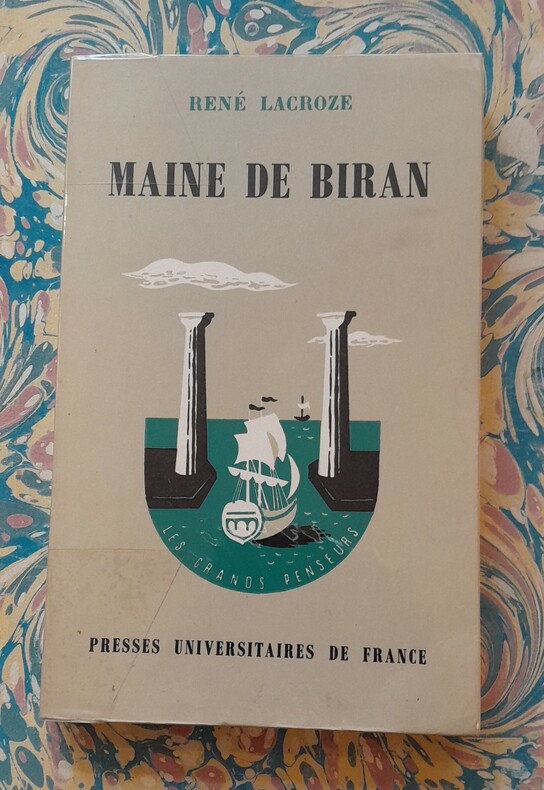 RENÉ LACROZE
MAINE DE BIRAN
LES GRANDS PENSEURS
PRESSES UNIVERSITAIRES DE FRANCE